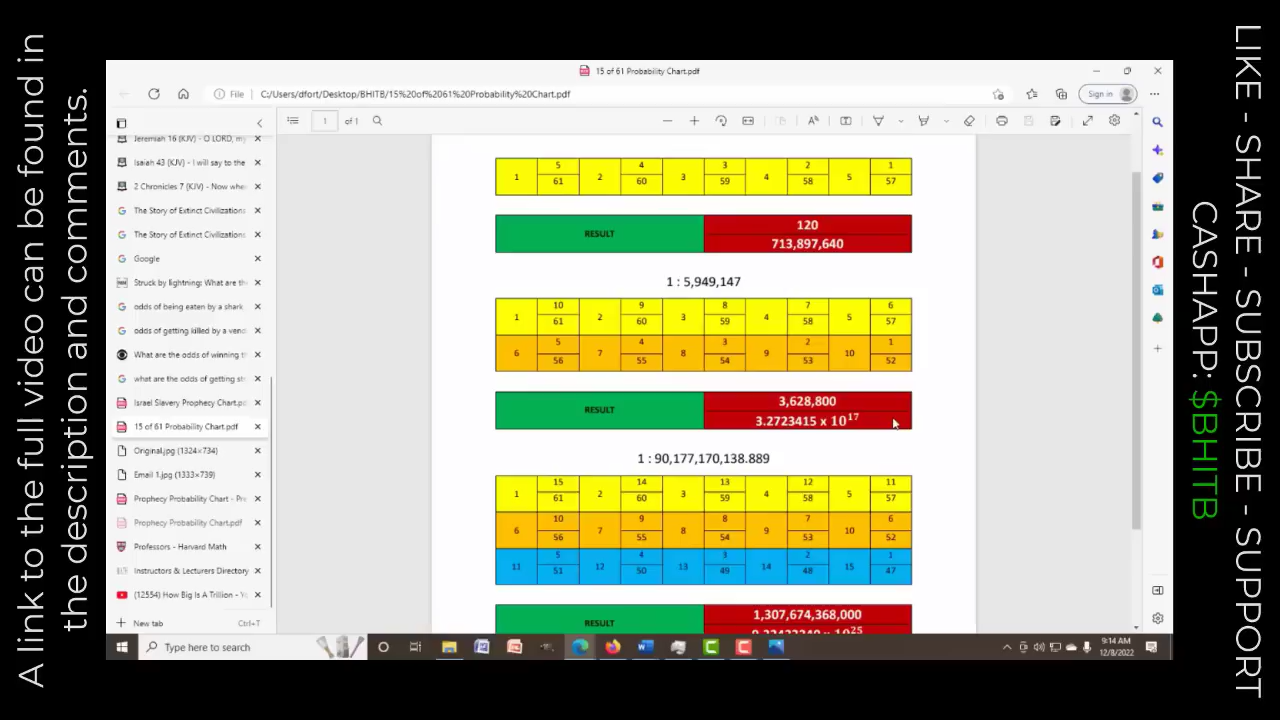 A link to the full video can be found in
the description and comments.
15 of 61 Probability Chart.pdf
File
C:/Users/dfort/Desktop/BHITB/15%20of%2061%20Probability%20Chart.pdf
Sign in
1 of 1
Jeremiah 16 (KJV) - O LORD, my
Isaiah 43 (KJV) - I will say to the
2 Chronicles 7 (KJV) - Now whe
The Story of Extinct Civilizations
The Story of Extinct Civilizations
Google
Struck by lightning: What are the
odds of being eaten by a shark
odds of getting killed by a vend
What are the odds of winning th
what are the odds of getting st
Israel Slavery Prophecy Chart.pd
15 of 61 Probability Chart.pdf
Original.jpg (1324×734)
Email 1.jpg (1333×739)
Prophecy Probability Chart - Pre
Prophecy Probability Chart.pdf
Professors - Harvard Math
Instructors & Lecturers Directory
(12554) How Big Is A Trillion - Y
New tab
Ctrl+T
5 4 3 2 1
1 2 3 4 5
61 60 59 58 57
RESULT
120
713,897,640
1 : 5,949,147
10 9 8 7 6
1 2 3 4 5
61 60 59 58 57
5 4 3 2 1
6 7 8 9 10
56 55 54 53 52
RESULT
3,628,800
3.2723415 x 10^17
1 : 90,177,170,138.889
15 14 13 12 11
1 2 3 4 5
61 60 59 58 57
10 9 8 7 6
6 7 8 9 10
56 55 54 53 52
5 4 3 2 1
11 12 13 14 15
51 50 49 48 47
RESULT
1,307,674,368,000
Type here to search
9:14 AM
12/8/2022
LIKE - SHARE - SUBSCRIBE - SUPPORT
CASHAPP: $BHITB